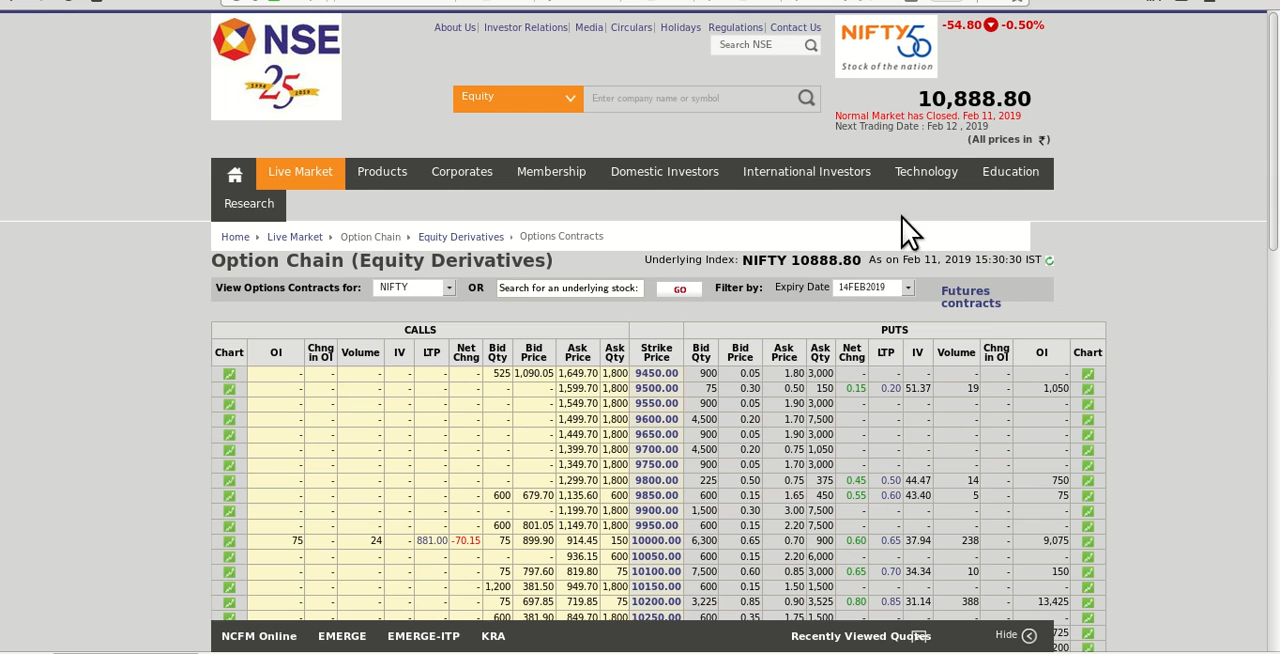 About Us| Investor Relations| Media| Circulars| Holidays Regulations| Contact Us
NSE
1994 25 2019
Search NSE
Equity
Enter company name or symbol
NIFTY 50
Stock of the nation
-54.80 -0.50%
10,888.80
Normal Market has Closed. Feb 11, 2019
Next Trading Date : Feb 12 , 2019
(All prices in ₹)
Live Market Products Corporates Membership Domestic Investors International Investors Technology Education
Research
Home Live Market Option Chain Equity Derivatives Options Contracts
Option Chain (Equity Derivatives) Underlying Index: NIFTY 10888.80 As on Feb 11, 2019 15:30:30 IST
View Options Contracts for: NIFTY OR Search for an underlying stock: GO Filter by: Expiry Date 14FEB2019 Futures contracts
CALLS PUTS
Chart OI Chng in OI Volume IV LTP Net Chng Bid Qty Bid Price Ask Price Ask Qty Strike Price Bid Qty Bid Price Ask Price Ask Qty Net Chng LTP IV Volume Chng in OI OI Chart
- - - - - - 525 1,090.05 1,649.70 1,800 9450.00 900 0.05 1.80 3,000 - - - - - -
- - - - - - - - 1,599.70 1,800 9500.00 75 0.30 0.50 150 0.15 0.20 51.37 19 - 1,050
- - - - - - - - 1,549.70 1,800 9550.00 900 0.05 1.90 3,000 - - - - - -
- - - - - - - - 1,499.70 1,800 9600.00 4,500 0.20 1.70 7,500 - - - - - -
- - - - - - - - 1,449.70 1,800 9650.00 900 0.05 1.90 3,000 - - - - - -
- - - - - - - - 1,399.70 1,800 9700.00 4,500 0.20 0.75 1,050 - - - - - -
- - - - - - - - 1,349.70 1,800 9750.00 900 0.05 1.70 3,000 - - - - - -
- - - - - - - - 1,299.70 1,800 9800.00 225 0.50 0.75 375 0.45 0.50 44.47 14 - 750
- - - - - - 600 679.70 1,135.60 600 9850.00 600 0.15 1.65 450 0.55 0.60 43.40 5 - 75
- - - - - - - - 1,199.70 1,800 9900.00 1,500 0.30 3.00 7,500 - - - - - -
- - - - - - 600 801.05 1,149.70 1,800 9950.00 600 0.15 2.20 7,500 - - - - - -
75 - 24 - 881.00 -70.15 75 899.90 914.45 150 10000.00 6,300 0.65 0.70 900 0.60 0.65 37.94 238 - 9,075
- - - - - - - - 936.15 600 10050.00 600 0.15 2.20 6,000 - - - - - -
- - - - - - 75 797.60 819.80 75 10100.00 7,500 0.60 0.85 3,000 0.65 0.70 34.34 10 - 150
- - - - - - 1,200 381.50 949.70 1,800 10150.00 600 0.15 1.50 1,500 - - - - - -
- - - - - - 75 697.85 719.85 75 10200.00 3,225 0.85 0.90 3,525 0.80 0.85 31.14 388 - 13,425
- - - - - - 600 381.90 849.70 1,800 10250.00 600 0.35 1.75 1,500 - - - - - -
NCFM Online EMERGE EMERGE-ITP KRA Recently Viewed Quotes Hide